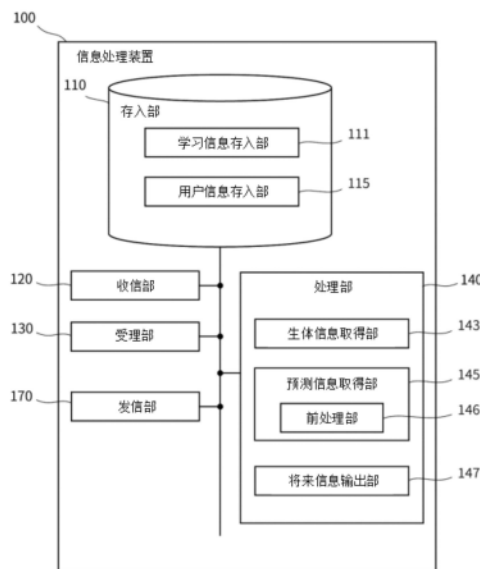 100
信息处理装置
110
存入部
学习信息存入部
111
用户信息存入部
115
120
收信部
处理部
140
130
受理部
生体信息取得部
143
预测信息取得部
145
170
发信部
前处理部
146
将来信息输出部
147